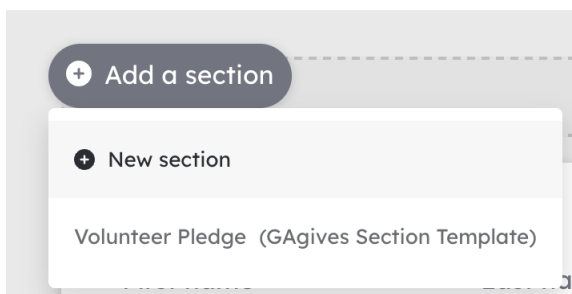 Add a section
New section
Volunteer Pledge (GAgives Section Template)